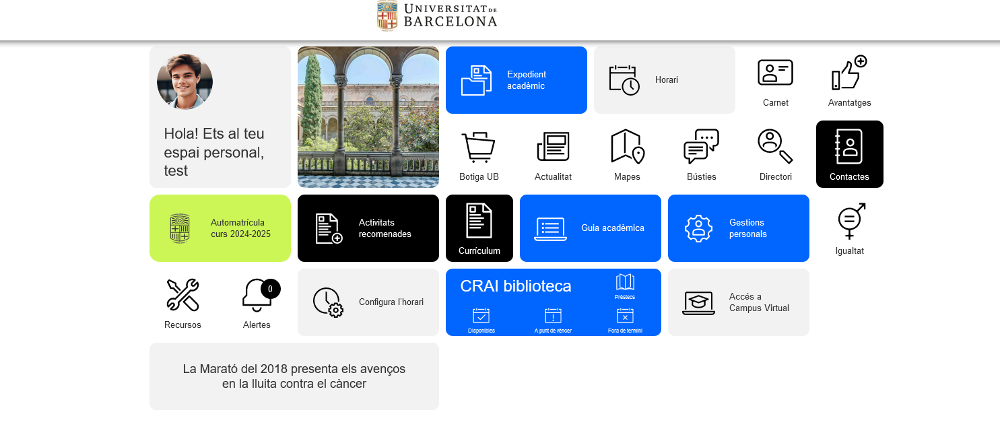 UNIVERSITAT DE
BARCELONA
Hola! Ets al teu
espai personal,
test
Expedient
acadèmic
Horari
Carnet
Avantatges
Botiga UB
Actualitat
Mapes
Bústies
Directori
Contactes
Automatrícula
curs 2024-2025
Activitats
recomenades
Currículum
Guia acadèmica
Gestions
personals
Igualtat
Recursos
0
Alertes
Configura l'horari
CRAI biblioteca
Préstecs
Disponibles
A punt de vèncer
Fora de termini
Accés a
Campus Virtual
La Marató del 2018 presenta els avenços
en la lluita contra el càncer